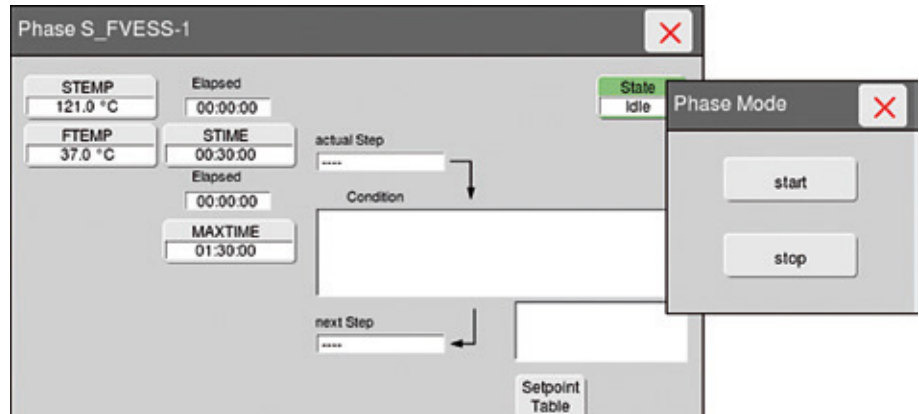 Phase S_FVESS-1
STEMP
121.0 °C
FTEMP
37.0 °C
Elapsed
00:00:00
STIME
00:30:00
Elapsed
00:00:00
MAXTIME
01:30:00
actual Step
----
Condition
next Step
----
Setpoint
Table
State
Idle
Phase Mode
start
stop